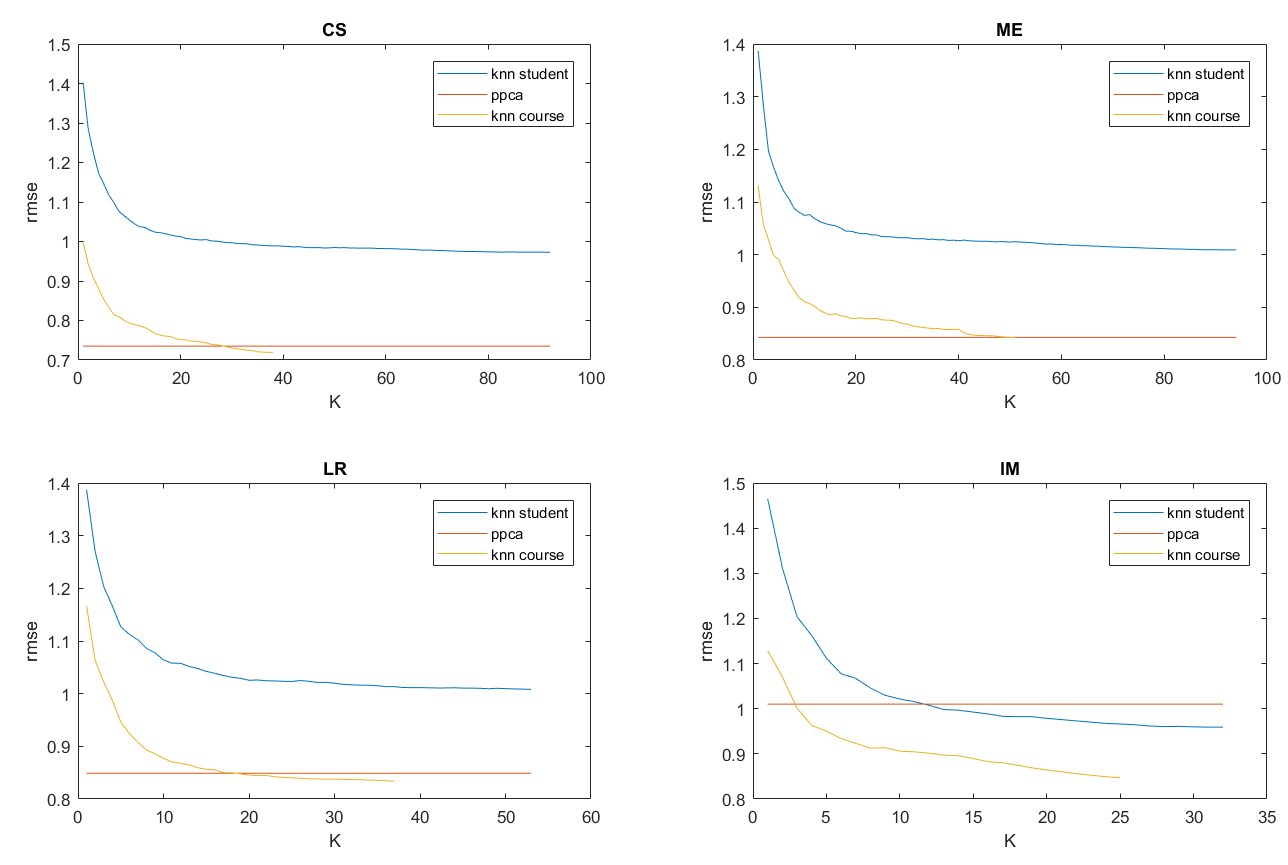 CS
1.5
1.4
1.3
1.2
1.1
1
0.9
0.8
0.7
rmse
0 20 40 60 80 100
K
knn student
ppca
knn course
ME
1.4
1.3
1.2
1.1
1
0.9
0.8
rmse
0 20 40 60 80 100
K
knn student
ppca
knn course
LR
1.4
1.3
1.2
1.1
1
0.9
0.8
rmse
0 10 20 30 40 50 60
K
knn student
ppca
knn course
IM
1.5
1.4
1.3
1.2
1.1
1
0.9
0.8
rmse
0 5 10 15 20 25 30 35
K
knn student
ppca
knn course